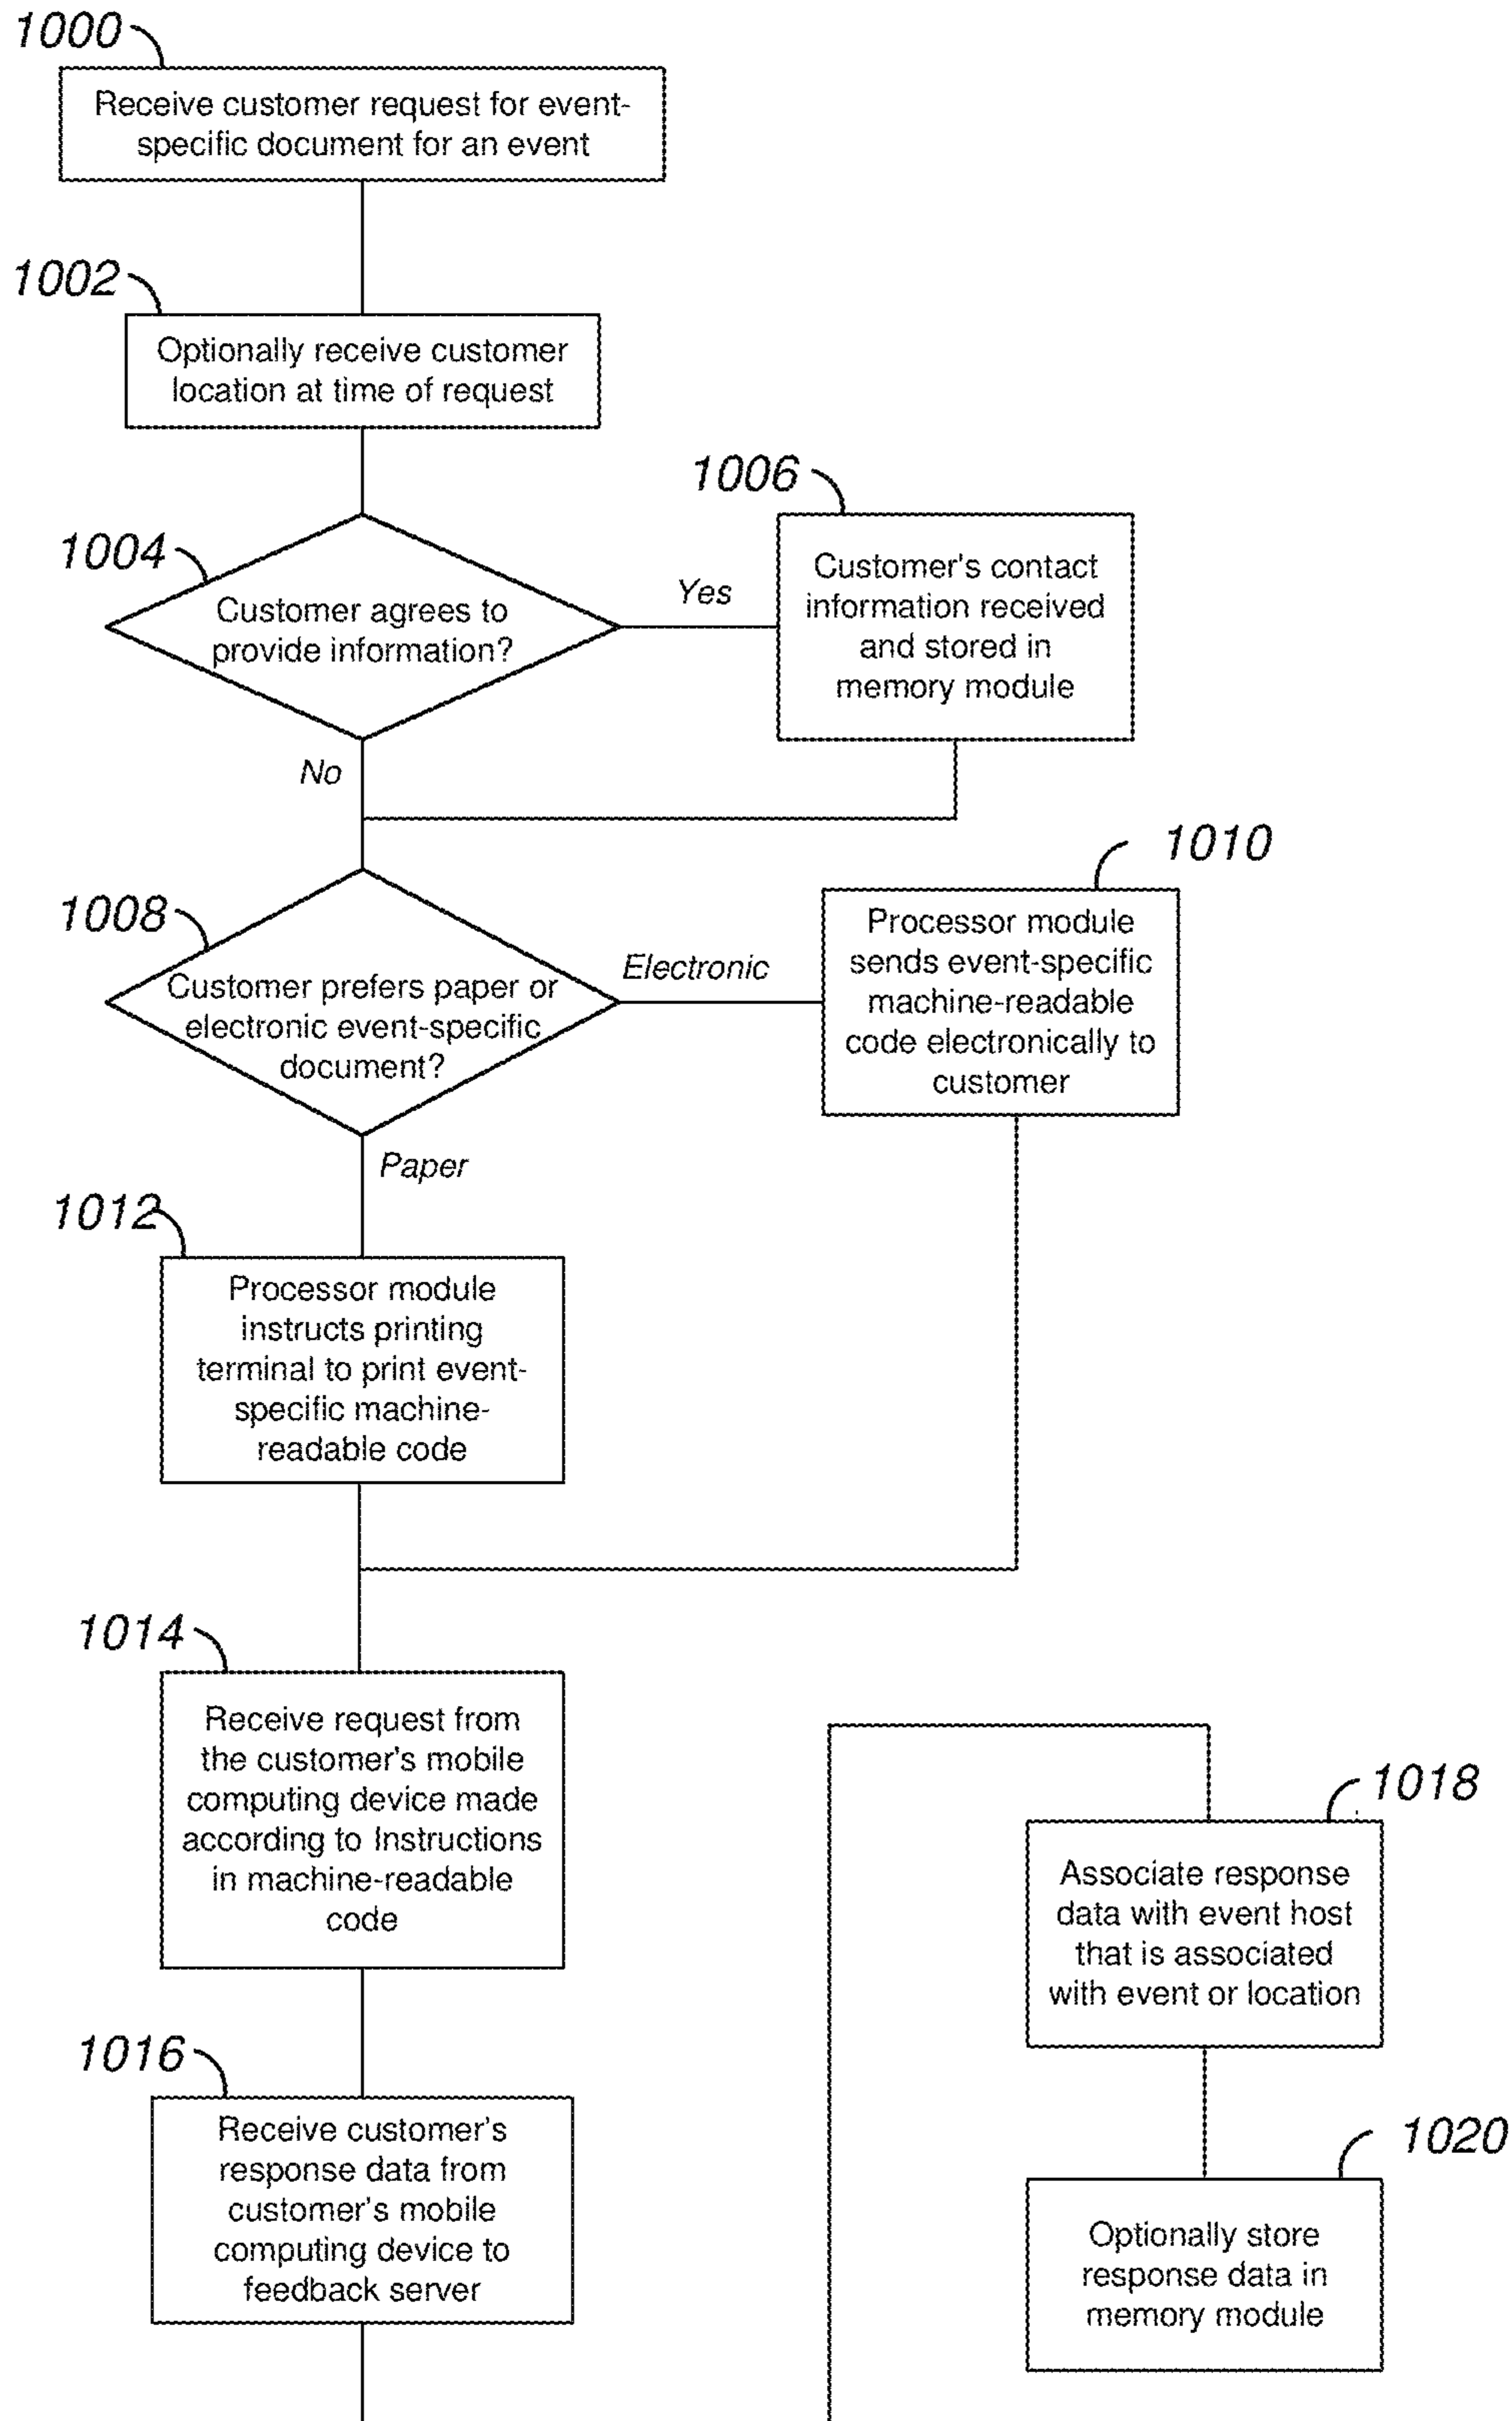 1000
Receive customer request for event-
specific document for an event
1002
Optionally receive customer
location at time of request
1004
Customer agrees to
provide information?
Yes
No
1006
Customer's contact
information received
and stored in
memory module
1008
Customer prefers paper or
electronic event-specific
document?
Electronic
Paper
1010
Processor module
sends event-specific
machine-readable
code electronically to
customer
1012
Processor module
instructs printing
terminal to print event-
specific machine-
readable code
1014
Receive request from
the customer's mobile
computing device made
according to Instructions
in machine-readable
code
1016
Receive customer's
response data from
customer's mobile
computing device to
feedback server
1018
Associate response
data with event host
that is associated
with event or location
1020
Optionally store
response data in
memory module